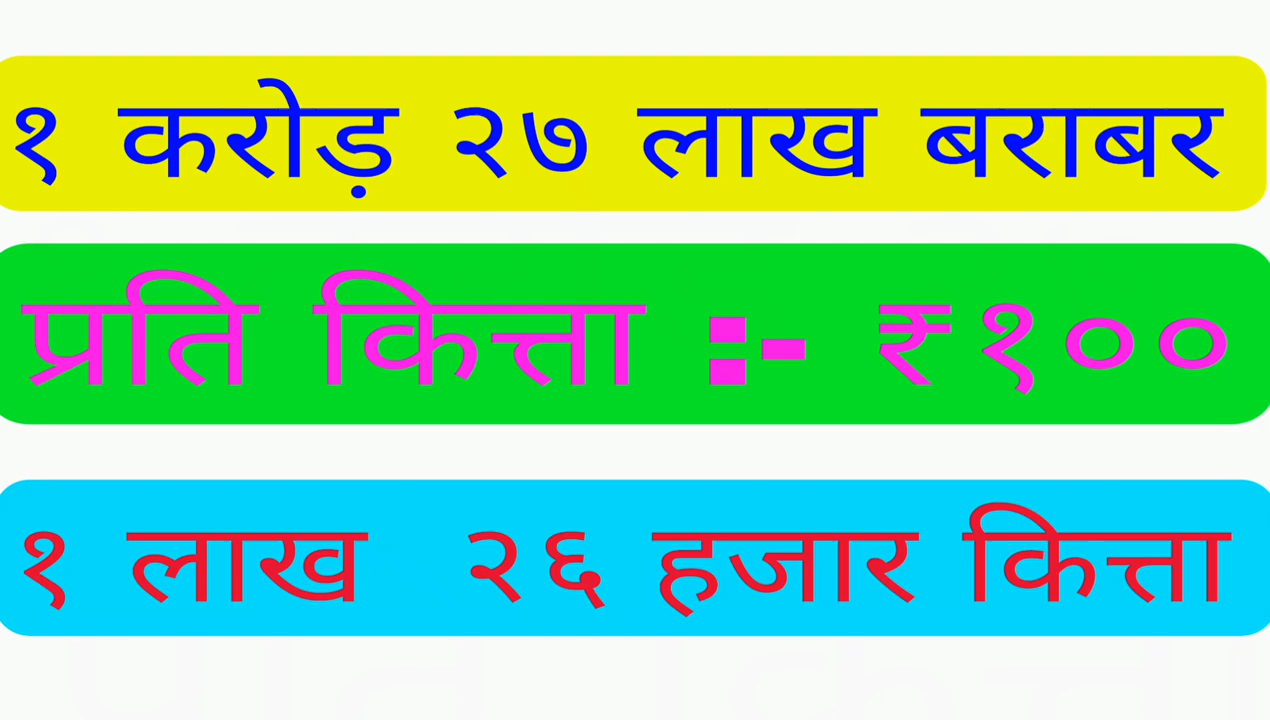 १ करोड़ २७ लाख बराबर
प्रति कित्ता :- ₹१००
१ लाख २६ हजार कित्ता